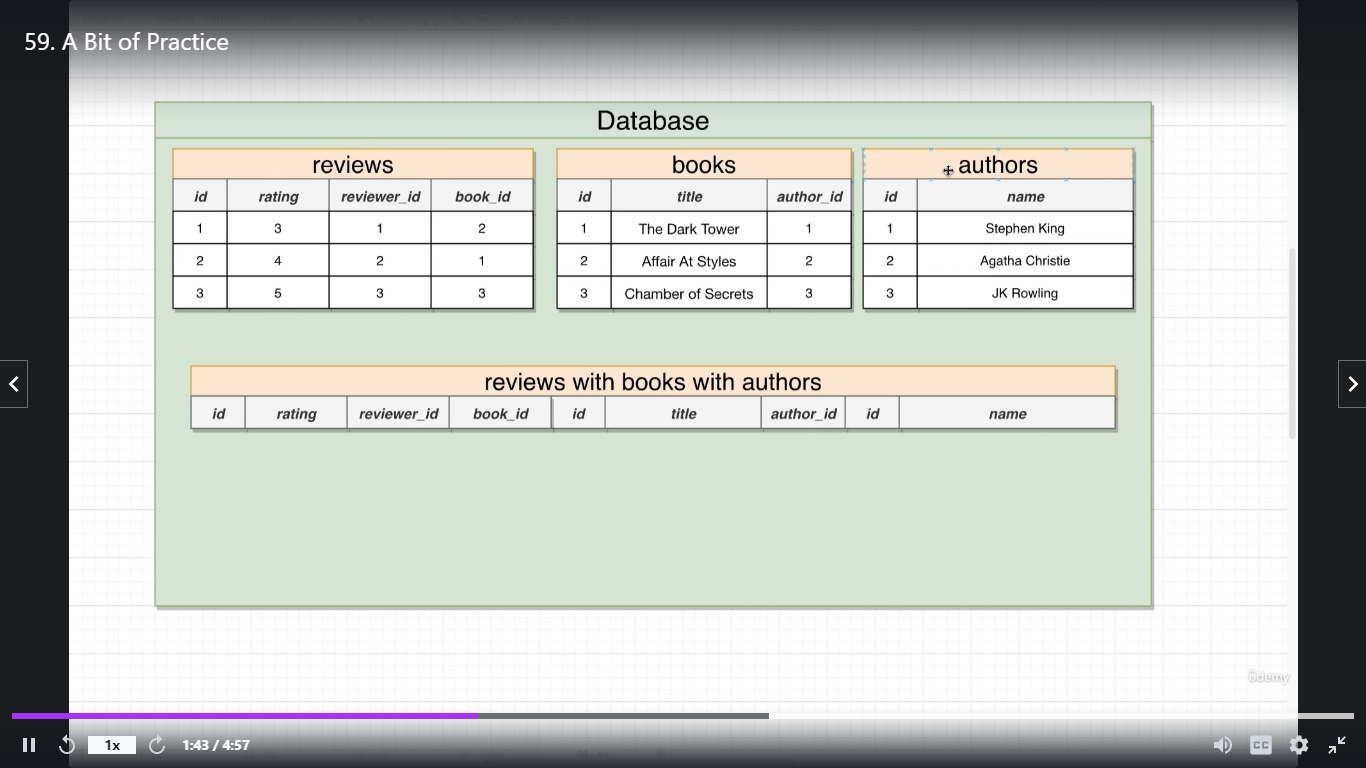 59. A Bit of Practice
Database
reviews
id rating reviewer_id book_id
1 3 1 2
2 4 2 1
3 5 3 3
books
id title author_id
1 The Dark Tower 1
2 Affair At Styles 2
3 Chamber of Secrets 3
authors
id name
1 Stephen King
2 Agatha Christie
3 JK Rowling
reviews with books with authors
id rating reviewer_id book_id id title author_id id name
ûdemy
1x 1:43 / 4:57 CC